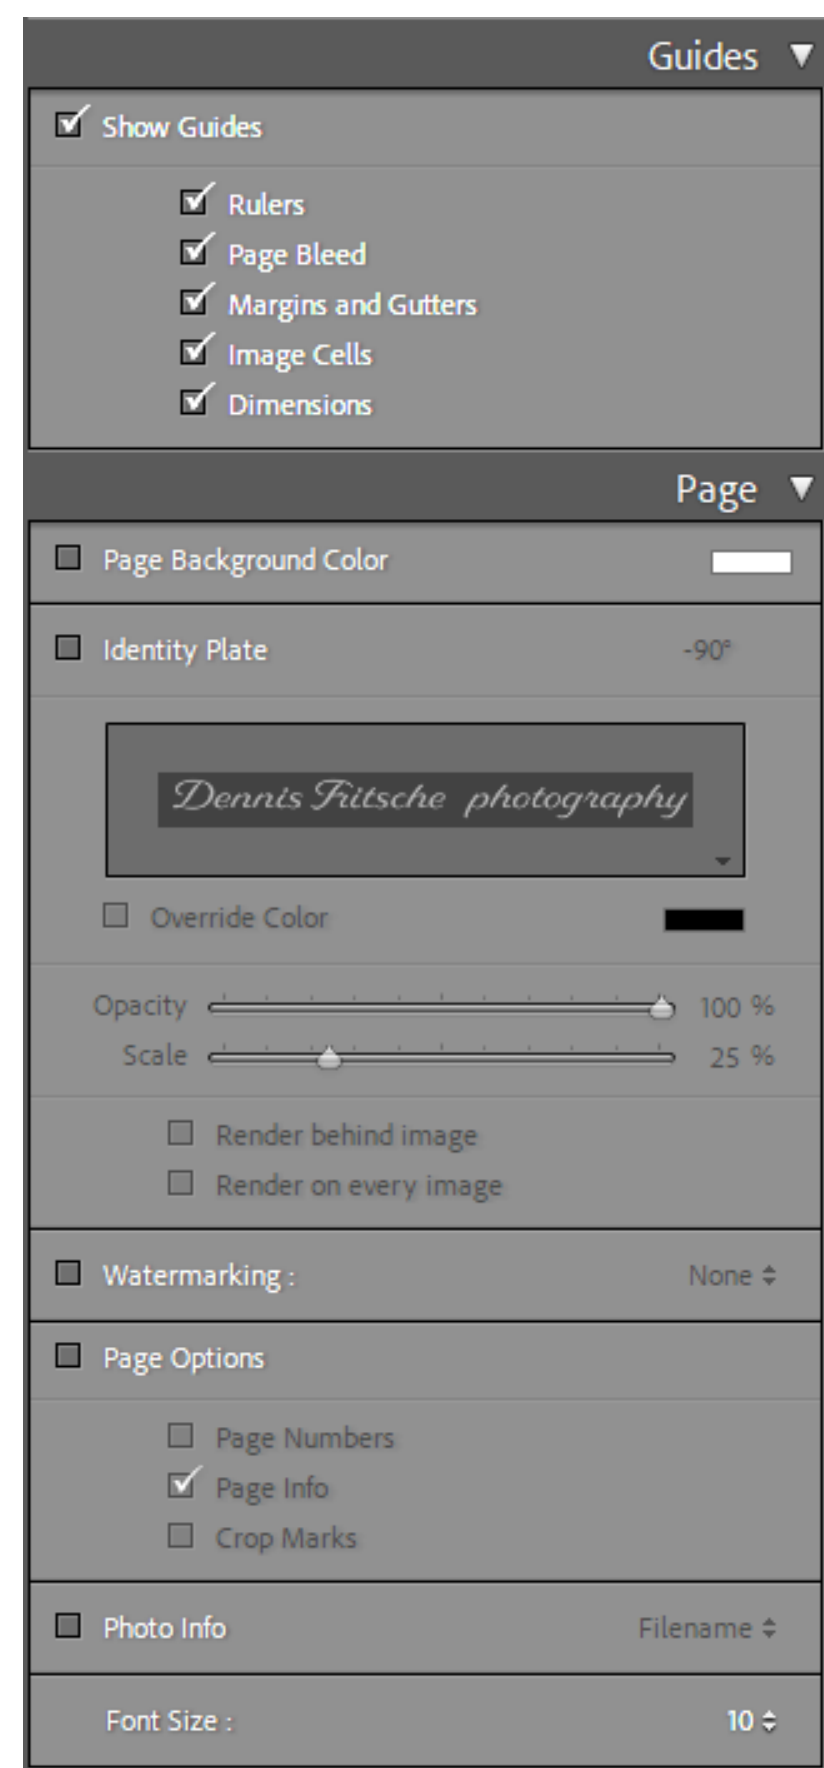 Guides
Show Guides
Rulers
Page Bleed
Margins and Gutters
Image Cells
Dimensions
Page
Page Background Color
Identity Plate -90°
Dennis Fritsche photography
Override Color
Opacity 100 %
Scale 25 %
Render behind image
Render on every image
Watermarking : None
Page Options
Page Numbers
Page Info
Crop Marks
Photo Info Filename
Font Size : 10